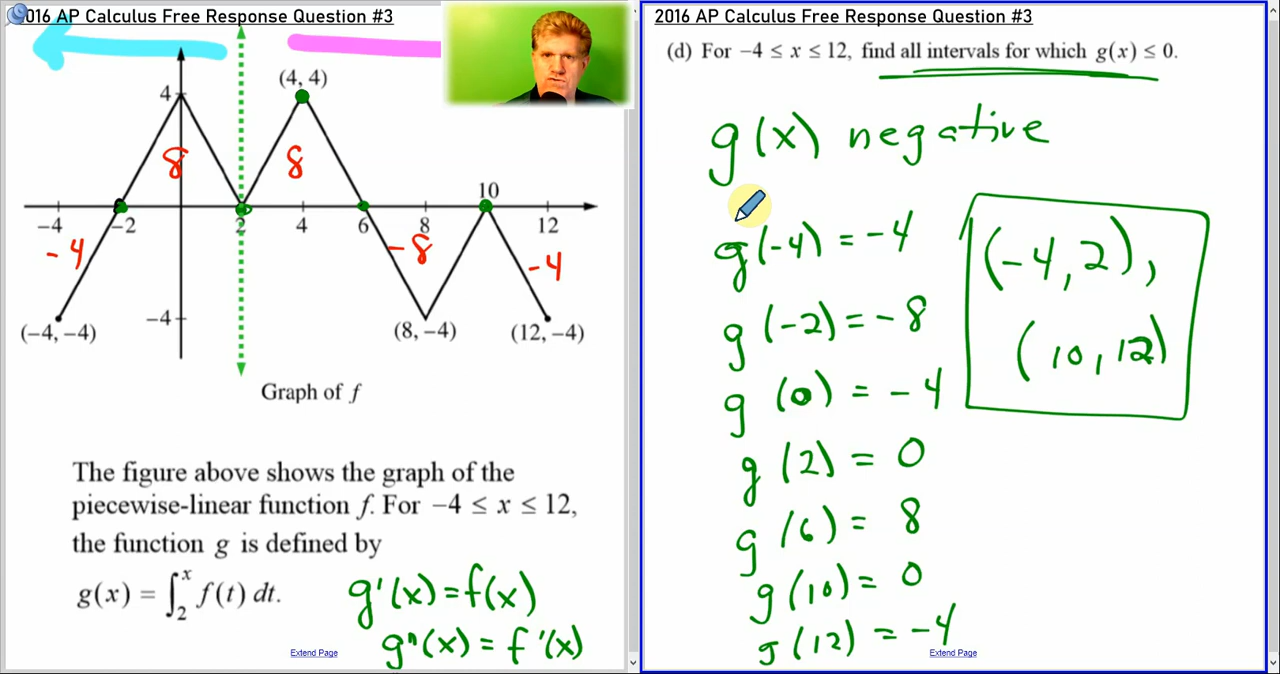 2016 AP Calculus Free Response Question #3
(4, 4)
4
8
8
10
-4
-2
2
4
6
8
12
-4
-8
-4
-4
(-4, -4)
(8, -4)
(12, -4)
Graph of f
The figure above shows the graph of the
piecewise-linear function f. For −4 ≤ x ≤ 12,
the function g is defined by
g(x) = ∫₂ˣ f(t) dt.
g'(x) = f(x)
g"(x) = f'(x)
Extend Page
2016 AP Calculus Free Response Question #3
(d) For −4 ≤ x ≤ 12, find all intervals for which g(x) ≤ 0.
g(x) negative
g(-4) = -4
g(-2) = -8
g(0) = -4
g(2) = 0
g(6) = 8
g(10) = 0
g(12) = -4
(-4, 2),
(10, 12)
Extend Page